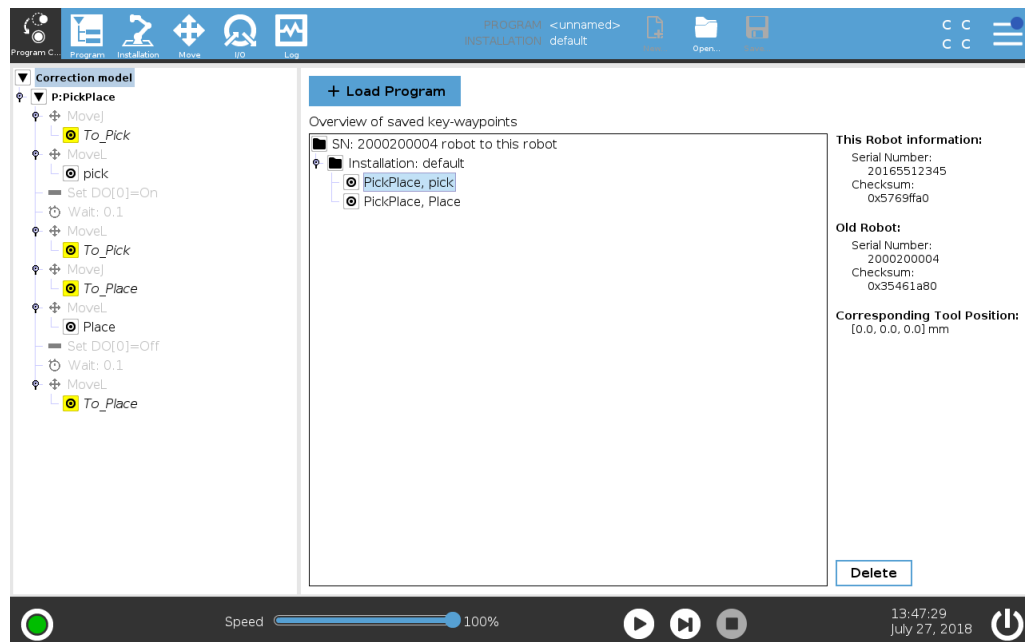 PROGRAM <unnamed>
INSTALLATION default
Program C...
Program
Installation
Move
I/O
Log
Open...
C C
C C
Correction model
P:PickPlace
MoveJ
To_Pick
MoveL
pick
Set DO[0]=On
Wait: 0.1
MoveL
To_Pick
MoveJ
To_Place
MoveL
Place
Set DO[0]=Off
Wait: 0.1
MoveL
To_Place
+ Load Program
Overview of saved key-waypoints
SN: 2000200004 robot to this robot
Installation: default
PickPlace, pick
PickPlace, Place
This Robot information:
Serial Number:
20165512345
Checksum:
0x5769ffa0
Old Robot:
Serial Number:
2000200004
Checksum:
0x35461a80
Corresponding Tool Position:
[0.0, 0.0, 0.0] mm
Delete
Speed
100%
13:47:29
July 27, 2018